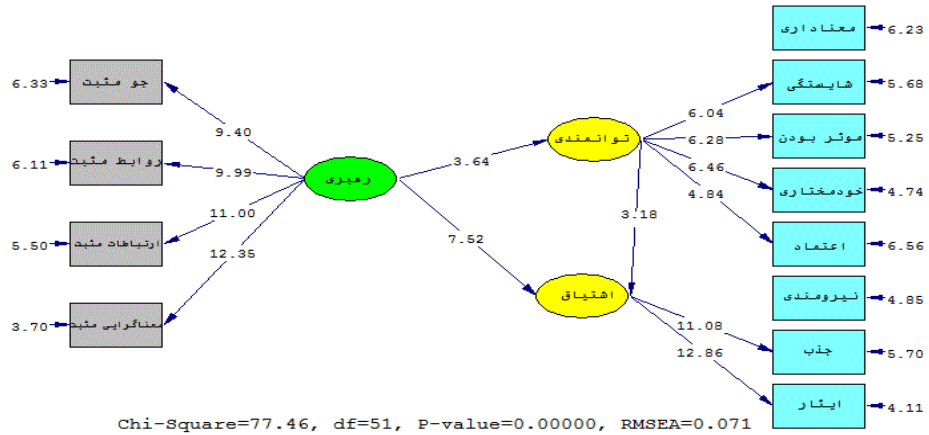 معناداری
6.23
6.33
جو مثبت
شایستگی
5.68
9.40
6.04
6.11
روابط مثبت
9.99
توانمندی
6.28
موثر بودن
5.25
رهبری
3.64
6.46
خودمختاری
4.74
4.84
5.50
ارتباطات مثبت
11.00
7.52
3.18
اعتماد
6.56
12.35
اشتیاق
نیرومندی
4.85
3.70
معناگرایی مثبت
11.08
جذب
5.70
12.86
ایثار
4.11
Chi-Square=77.46, df=51, P-value=0.00000, RMSEA=0.071